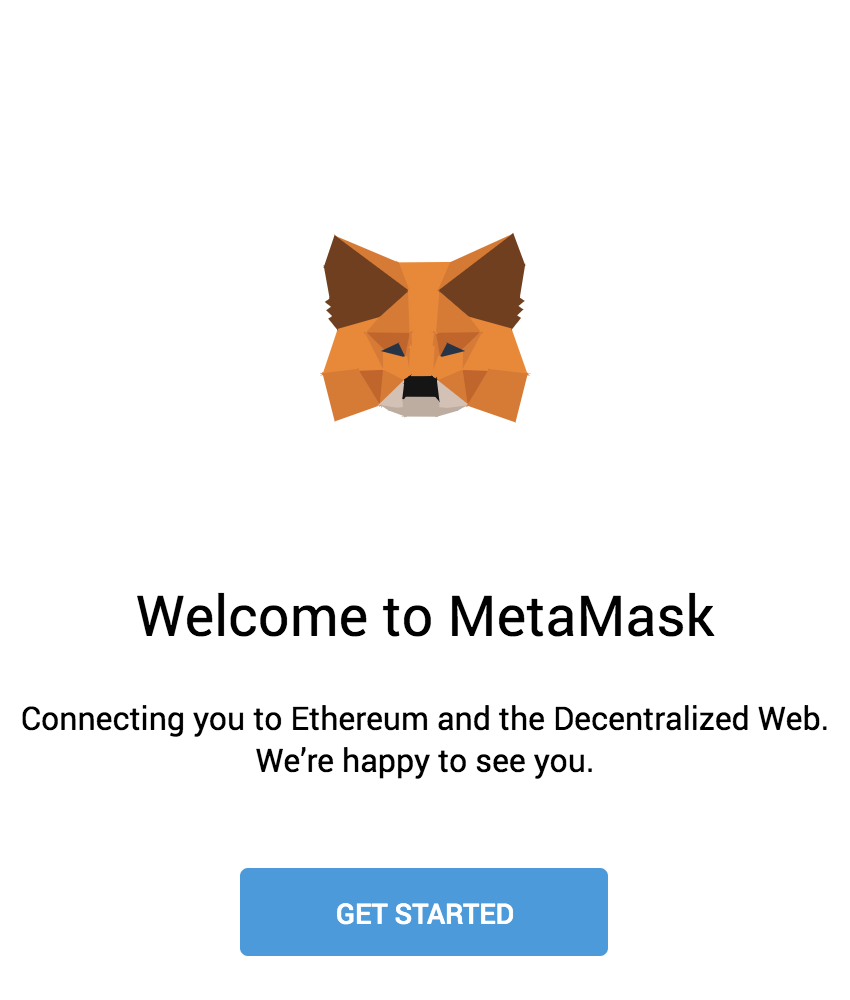 Welcome to MetaMask
Connecting you to Ethereum and the Decentralized Web.
We’re happy to see you.
GET STARTED